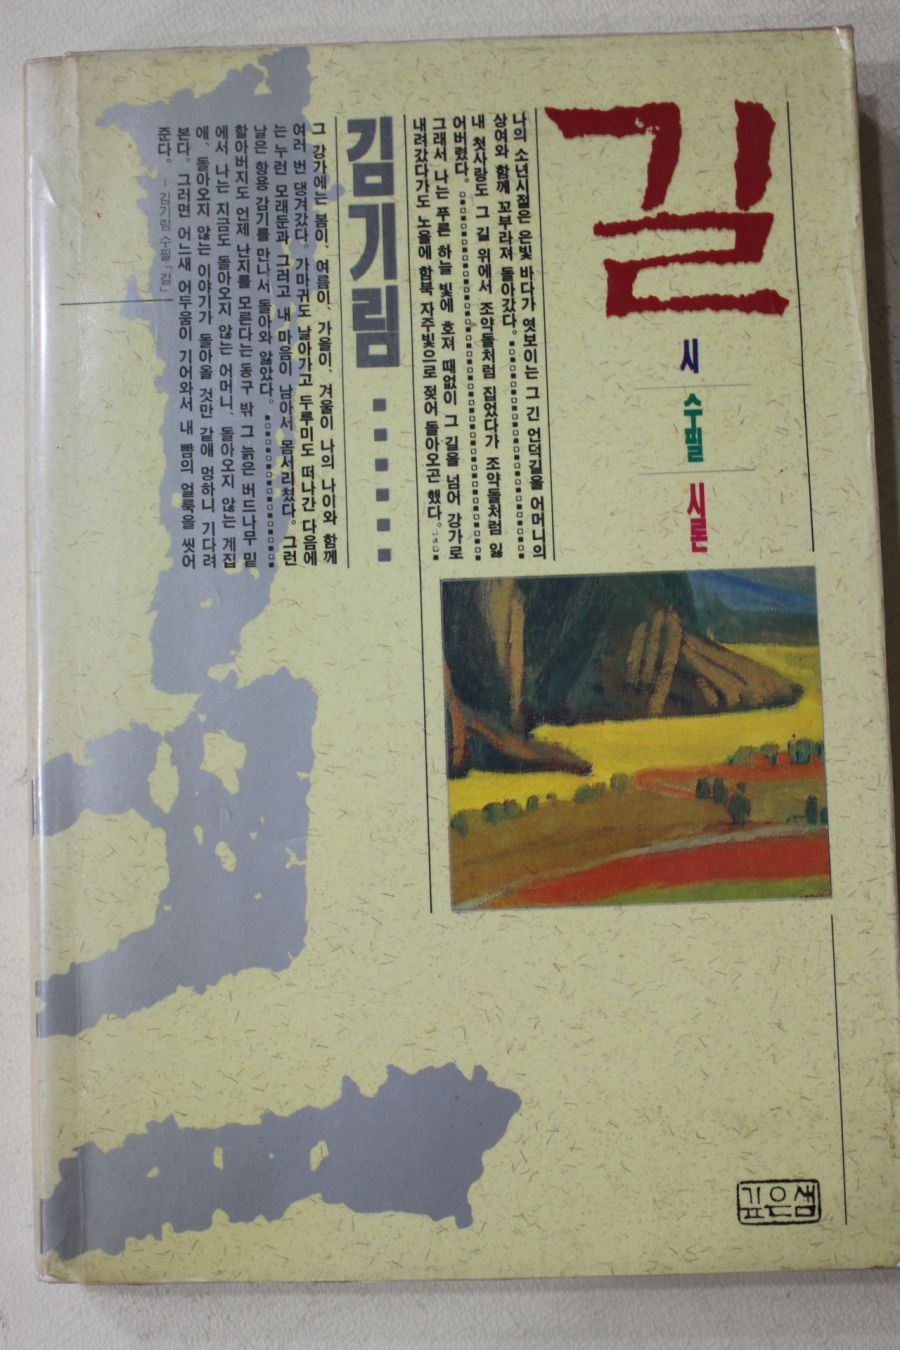 길
시
수필
시론
나의 소년시절은 은빛 바다가 엿보이는 그 긴 언덕길을 어머니의
상여와 함께 꼬부라져 돌아갔다.
내 첫사랑도 그 길 위에서 조약돌처럼 집었다가 조약돌처럼 잃
어버렸다.
그래서 나는 푸른 하늘 빛에 호져 때없이 그 길을 넘어 강가로
내려갔다가도 노을에 함북 자주빛으로 젖어 돌아오곤 했다.
김기림
그 강가에는 봄이, 여름이, 가을이, 겨울이 나의 나이와 함께
여러 번 댕겨갔다. 가마귀도 날아가고 두루미도 떠나간 다음에
는 누런 모래둔과 그러고 내 마음이 남아서 몸서리쳤다. 그런
날은 항용 감기를 만나서 돌아와 앓았다.
할아버지도 언제 난지를 모른다는 동구 밖 그 늙은 버드나무 밑
에서 나는 지금도 돌아오지 않는 어머니, 돌아오지 않는 계집
애, 돌아오지 않는 이야기가 돌아올 것만 같애 멍하니 기다려
본다. 그러면 어느새 어두움이 기어와서 내 뺨의 얼룩을 씻어
준다. —김기림 수필 「길」
깊은샘